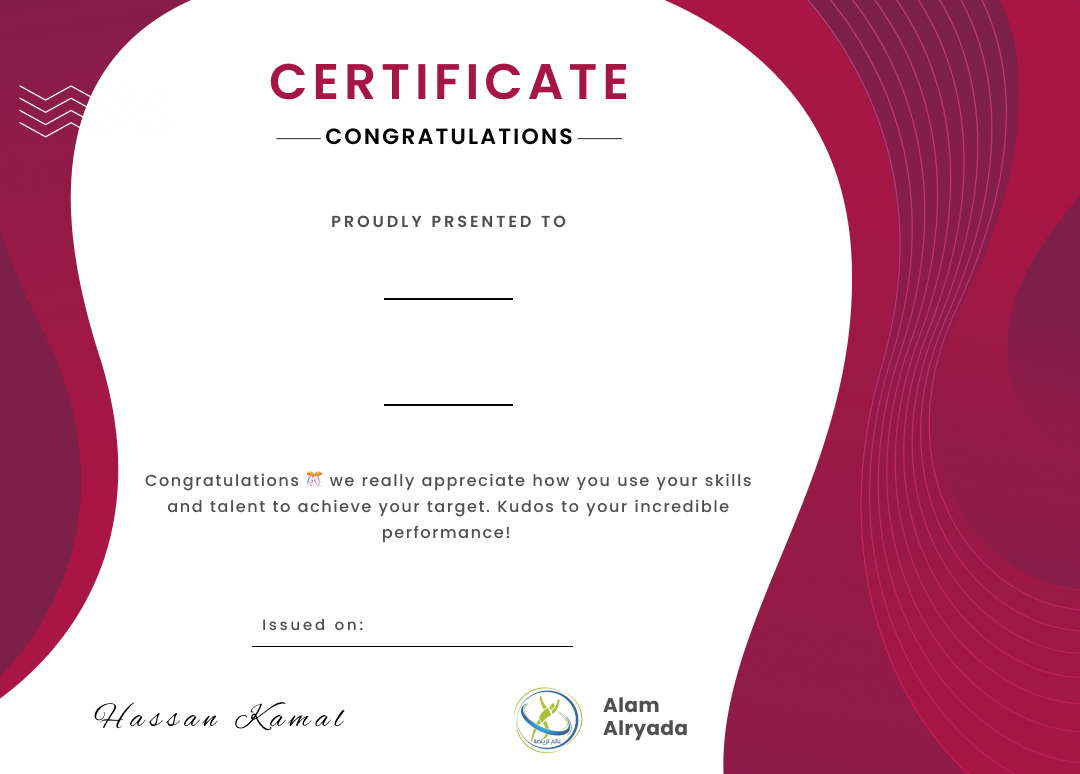 CERTIFICATE
CONGRATULATIONS
PROUDLY PRSENTED TO
Congratulations 🎊 we really appreciate how you use your skills
and talent to achieve your target. Kudos to your incredible
performance!
Issued on:
Hassan Kamal
عالم الرياضة
Alam
Alryada